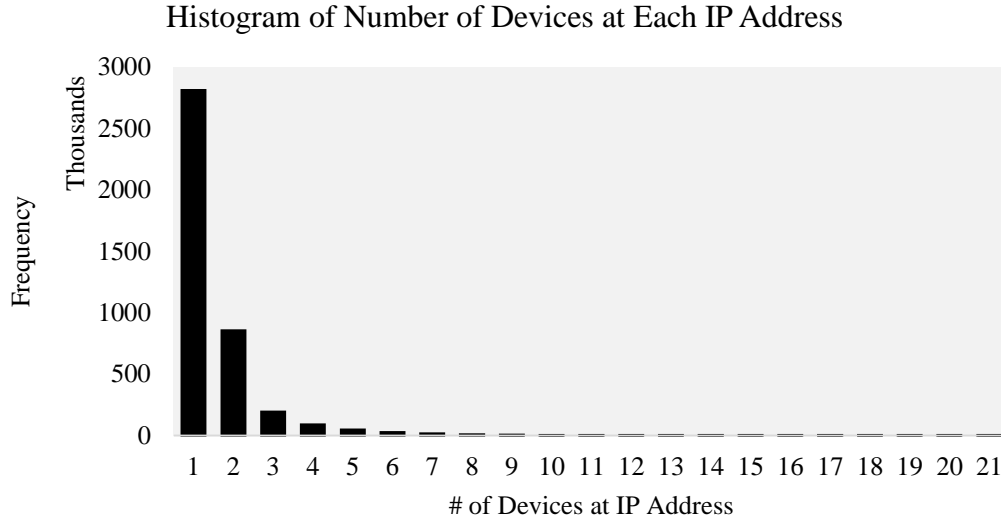 Histogram of Number of Devices at Each IP Address
Frequency
Thousands
3000
2500
2000
1500
1000
500
0
1 2 3 4 5 6 7 8 9 10 11 12 13 14 15 16 17 18 19 20 21
# of Devices at IP Address